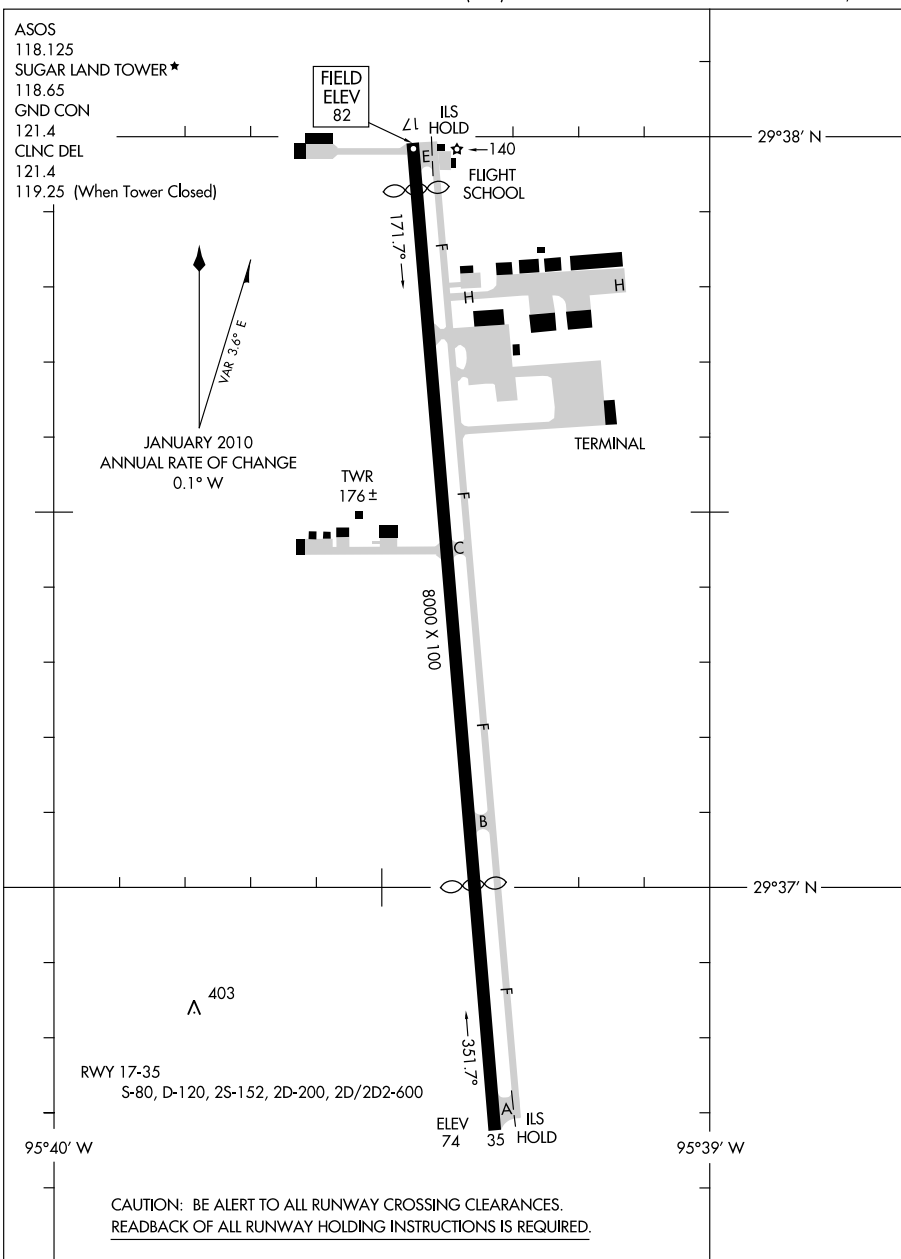 ASOS
118.125
SUGAR LAND TOWER★
118.65
GND CON
121.4
CLNC DEL
121.4
119.25 (When Tower Closed)
FIELD
ELEV
82
17
ILS
HOLD
29°38' N
E
140
FLIGHT
SCHOOL
171.7°
F
H
H
VAR 3.6° E
JANUARY 2010
ANNUAL RATE OF CHANGE
0.1° W
TERMINAL
TWR
176±
F
C
8000 X 100
F
B
29°37' N
403
F
351.7°
RWY 17-35
S-80, D-120, 2S-152, 2D-200, 2D/2D2-600
A
ELEV
74
35
ILS
HOLD
95°40' W
95°39' W
CAUTION: BE ALERT TO ALL RUNWAY CROSSING CLEARANCES.
READBACK OF ALL RUNWAY HOLDING INSTRUCTIONS IS REQUIRED.